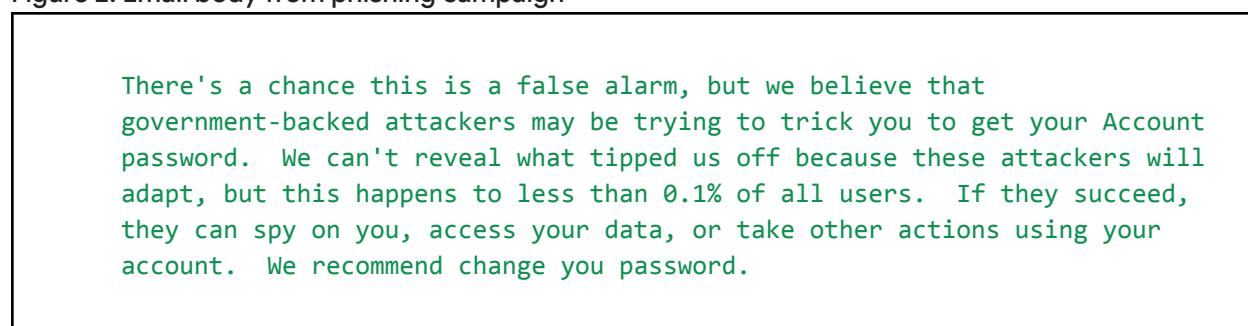 There's a chance this is a false alarm, but we believe that
government-backed attackers may be trying to trick you to get your Account
password.  We can't reveal what tipped us off because these attackers will
adapt, but this happens to less than 0.1% of all users.  If they succeed,
they can spy on you, access your data, or take other actions using your
account.  We recommend change you password.